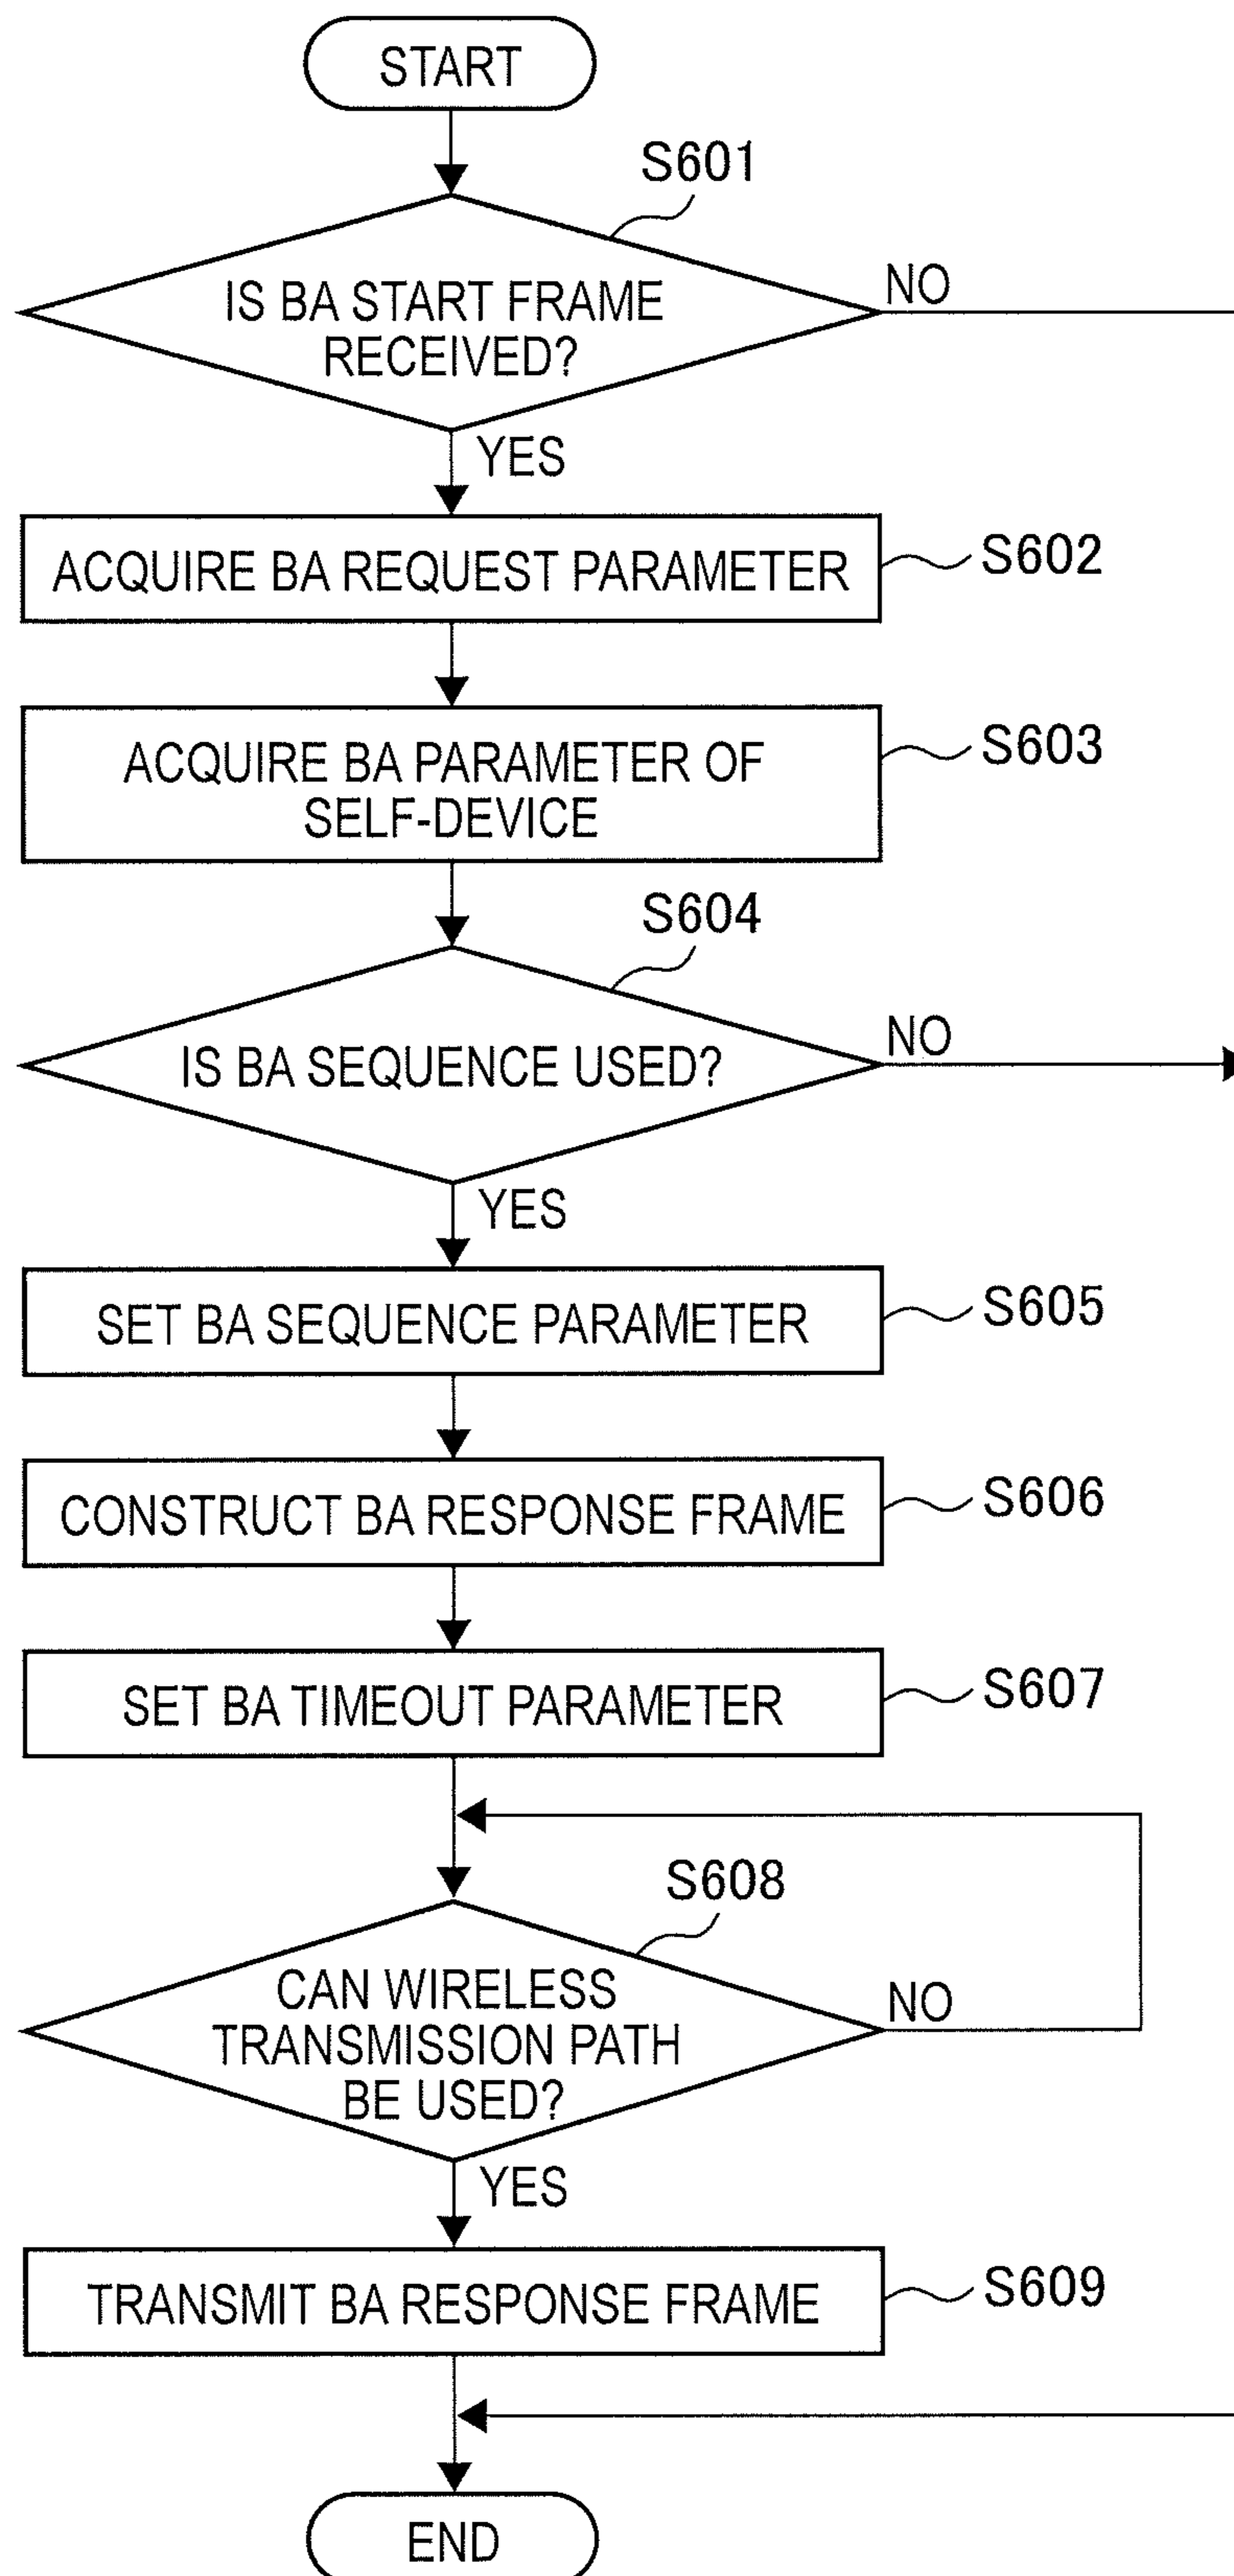 START
S601
IS BA START FRAME
RECEIVED?
NO
YES
ACQUIRE BA REQUEST PARAMETER
S602
ACQUIRE BA PARAMETER OF
SELF-DEVICE
S603
S604
IS BA SEQUENCE USED?
NO
YES
SET BA SEQUENCE PARAMETER
S605
CONSTRUCT BA RESPONSE FRAME
S606
SET BA TIMEOUT PARAMETER
S607
S608
CAN WIRELESS
TRANSMISSION PATH
BE USED?
NO
YES
TRANSMIT BA RESPONSE FRAME
S609
END